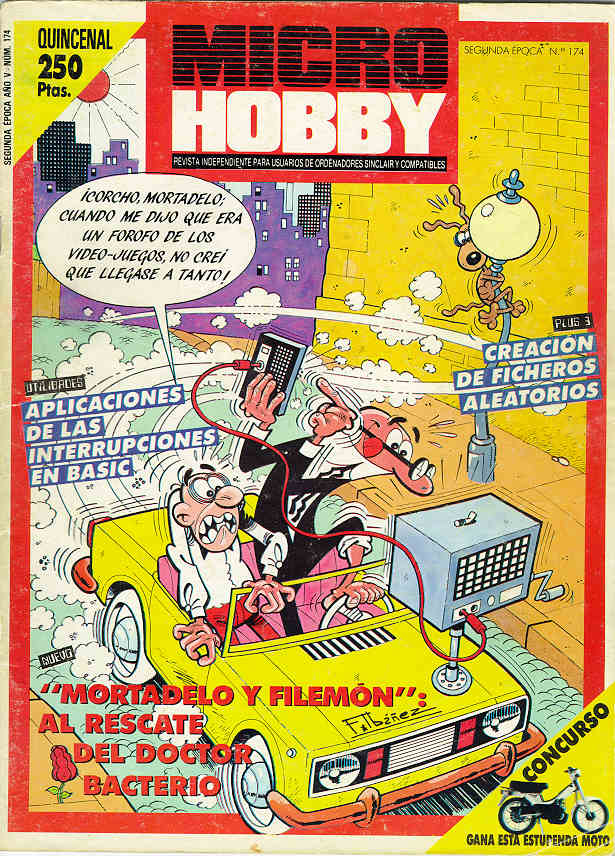 QUINCENAL
250
Ptas.
SEGUNDA EPOCA AÑO V · NUM. 174
MICRO
HOBBY
SEGUNDA EPOCA N.º 174
REVISTA INDEPENDIENTE PARA USUARIOS DE ORDENADORES SINCLAIR Y COMPATIBLES
¡CORCHO, MORTADELO;
CUANDO ME DIJO QUE ERA
UN FOROFO DE LOS
VIDEO-JUEGOS, NO CREÍ
QUE LLEGASE A TANTO!
PLUS 3
CREACIÓN
DE FICHEROS
ALEATORIOS
UTILIDADES
APLICACIONES
DE LAS
INTERRUPCIONES
EN BASIC
NUEVO
"MORTADELO Y FILEMÓN":
AL RESCATE
DEL DOCTOR
BACTERIO
F. Ibáñez
CONCURSO
GANA ESTA ESTUPENDA MOTO